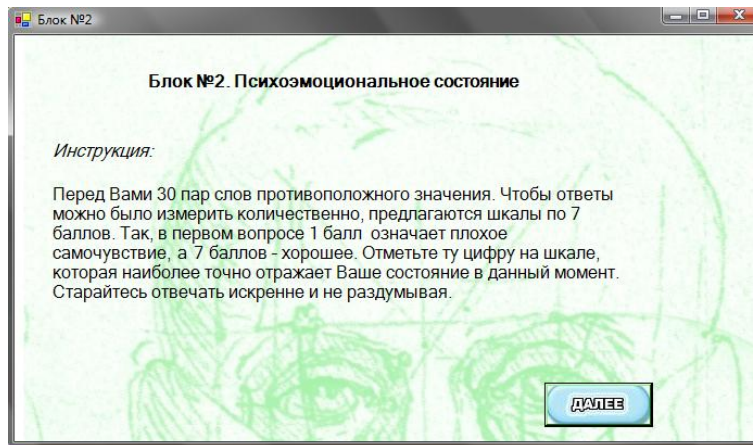 Блок №2
Блок №2. Психоэмоциональное состояние
Инструкция:
Перед Вами 30 пар слов противоположного значения. Чтобы ответы
можно было измерить количественно, предлагаются шкалы по 7
баллов. Так, в первом вопросе 1 балл означает плохое
самочувствие, а 7 баллов - хорошее. Отметьте ту цифру на шкале,
которая наиболее точно отражает Ваше состояние в данный момент.
Старайтесь отвечать искренне и не раздумывая.
ДАЛЕЕ